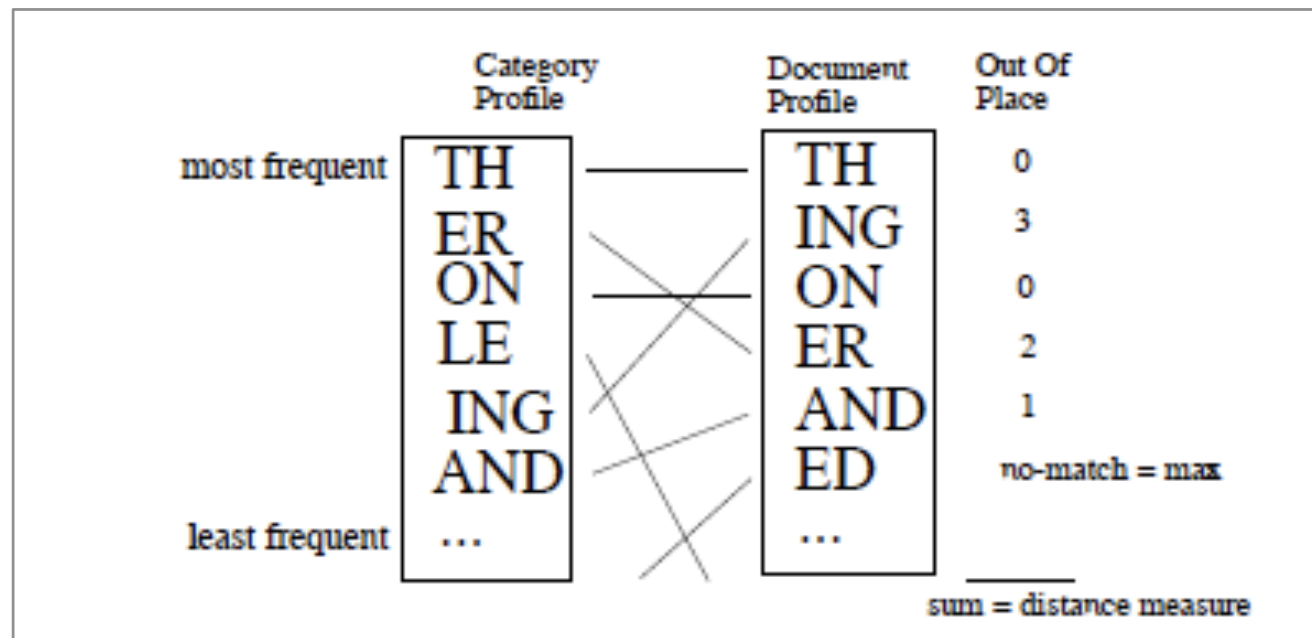 Category
Profile
Document
Profile
Out Of
Place
most frequent
TH
ER
ON
LE
ING
AND
...
least frequent
TH
ING
ON
ER
AND
ED
...
0
3
0
2
1
no-match = max
sum = distance measure